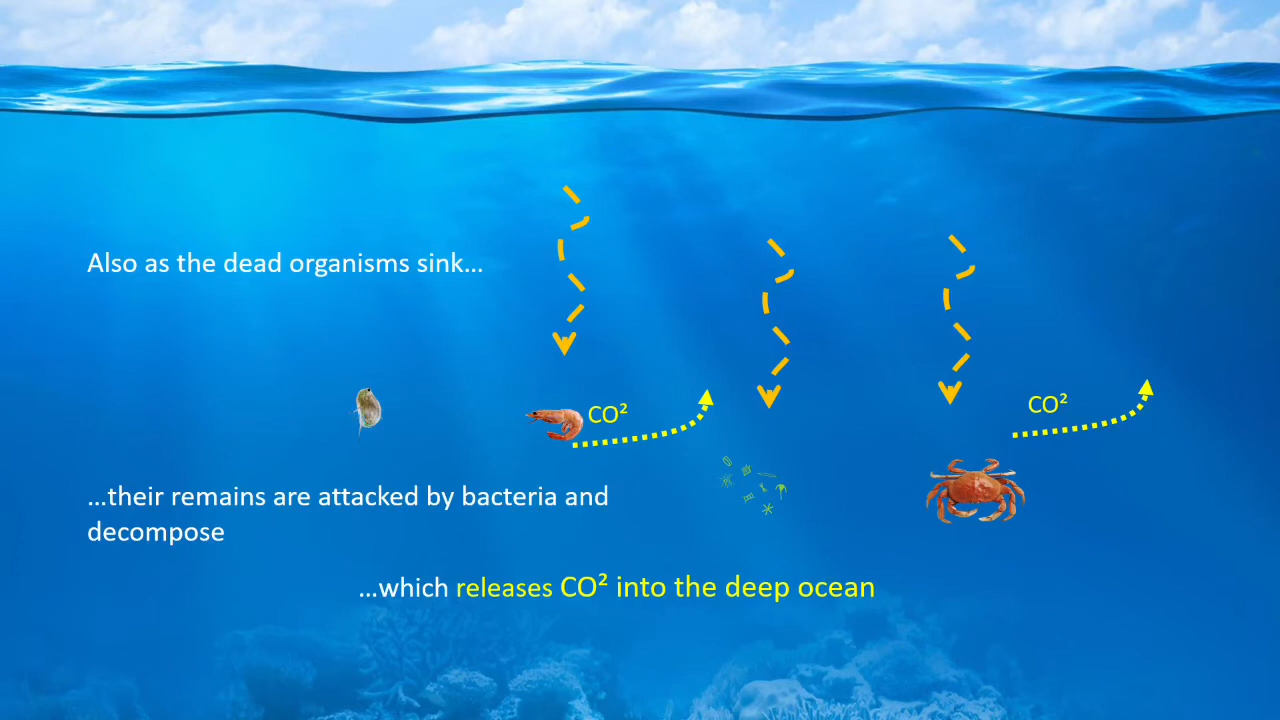 Also as the dead organisms sink…
CO²
CO²
…their remains are attacked by bacteria and
decompose
…which releases CO² into the deep ocean